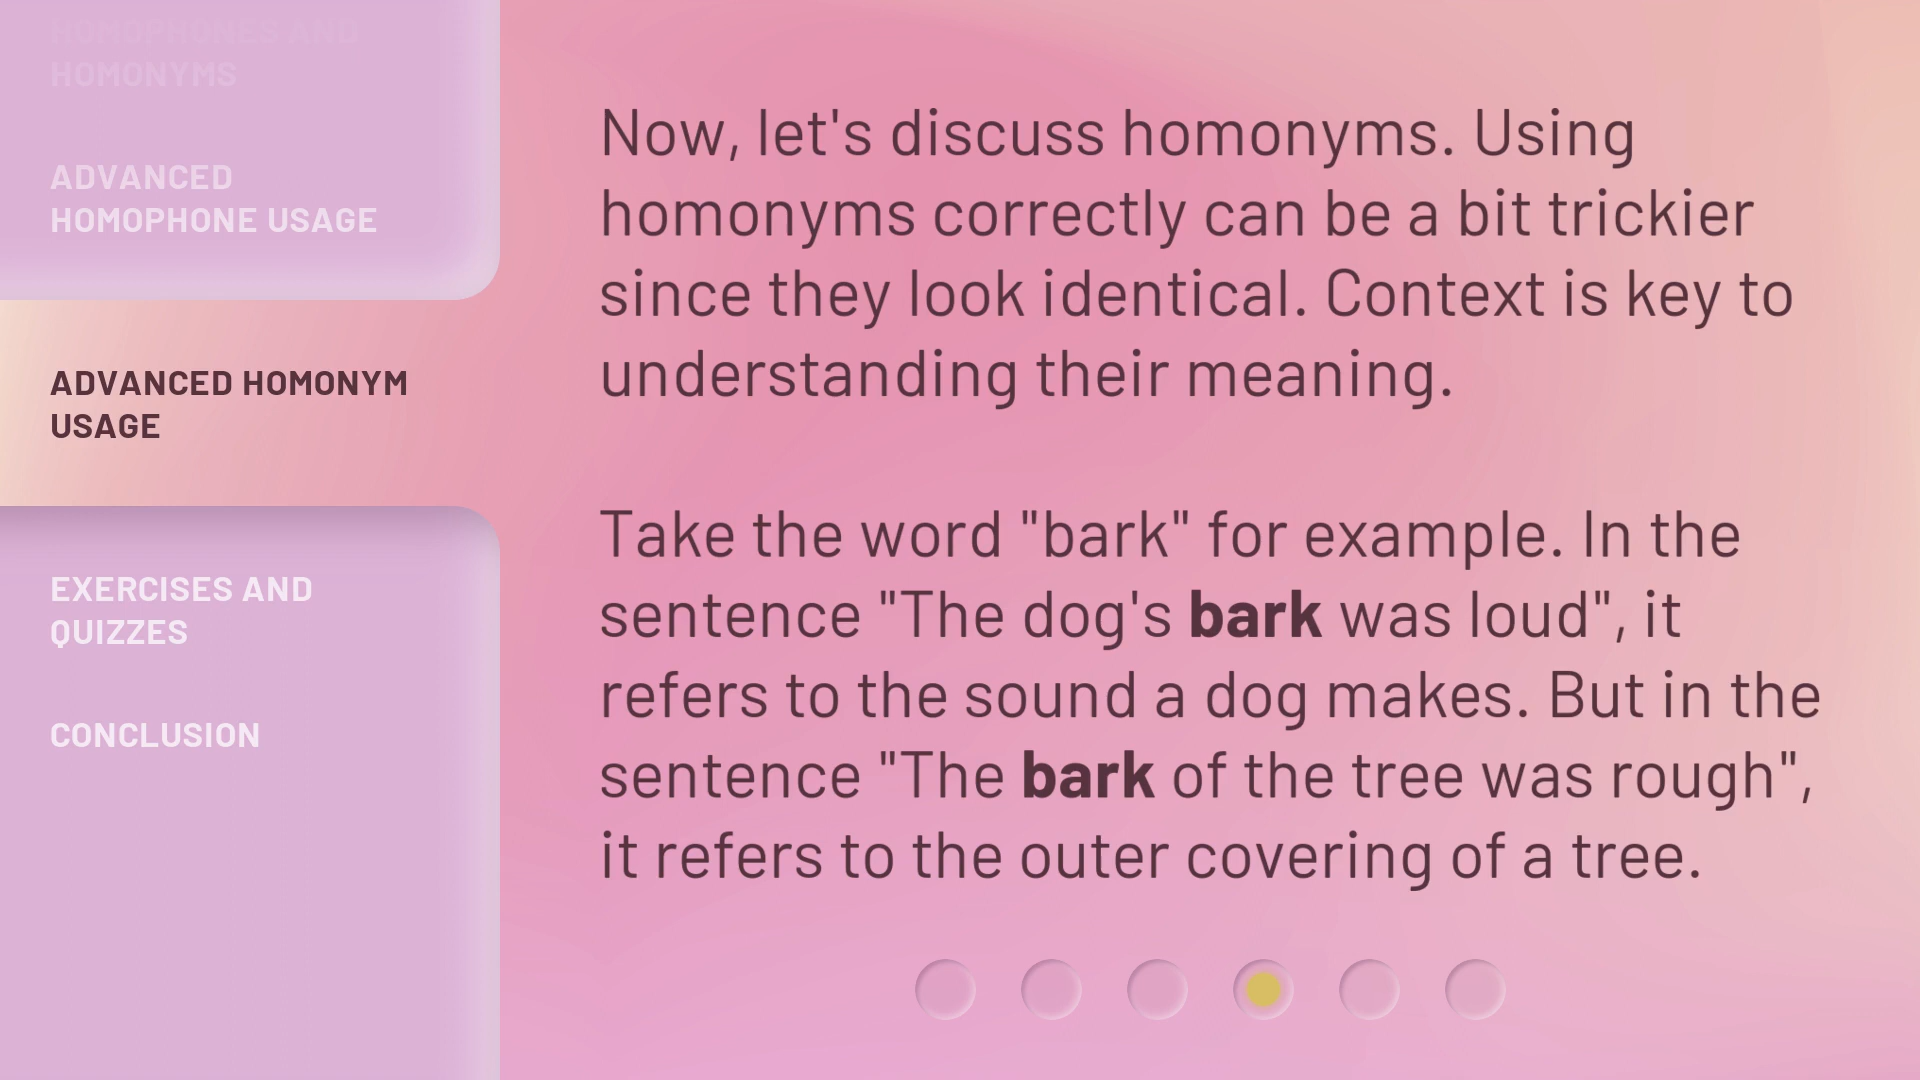 HOMOPHONES AND
HOMONYMS
ADVANCED
HOMOPHONE USAGE
ADVANCED HOMONYM
USAGE
EXERCISES AND
QUIZZES
CONCLUSION
Now, let's discuss homonyms. Using
homonyms correctly can be a bit trickier
since they look identical. Context is key to
understanding their meaning.
Take the word "bark" for example. In the
sentence "The dog's bark was loud", it
refers to the sound a dog makes. But in the
sentence "The bark of the tree was rough",
it refers to the outer covering of a tree.